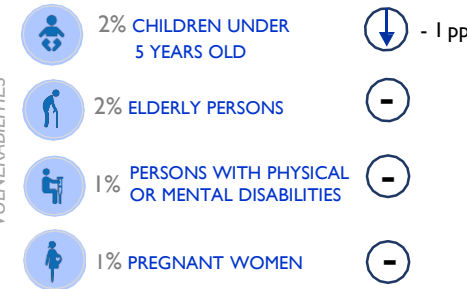 2% CHILDREN UNDER
5 YEARS OLD
- 1 pp
2% ELDERLY PERSONS
-
1% PERSONS WITH PHYSICAL
OR MENTAL DISABILITIES
-
1% PREGNANT WOMEN
-